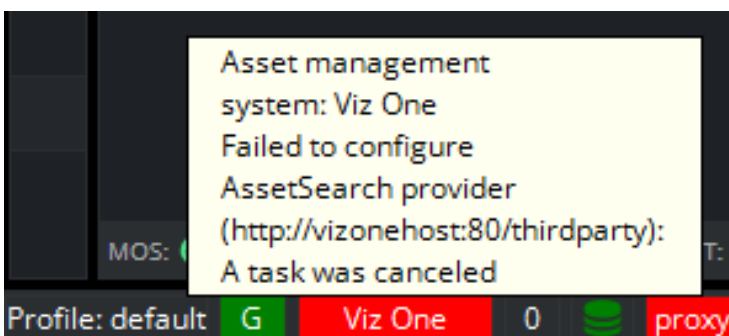 Asset management
system: Viz One
Failed to configure
AssetSearch provider
(http://vizonehost:80/thirdparty):
A task was canceled
MOS:
T:
Profile: default G Viz One 0 proxy